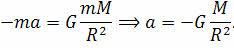 −ma = G mM/R² ⟹ a = −G M/R².